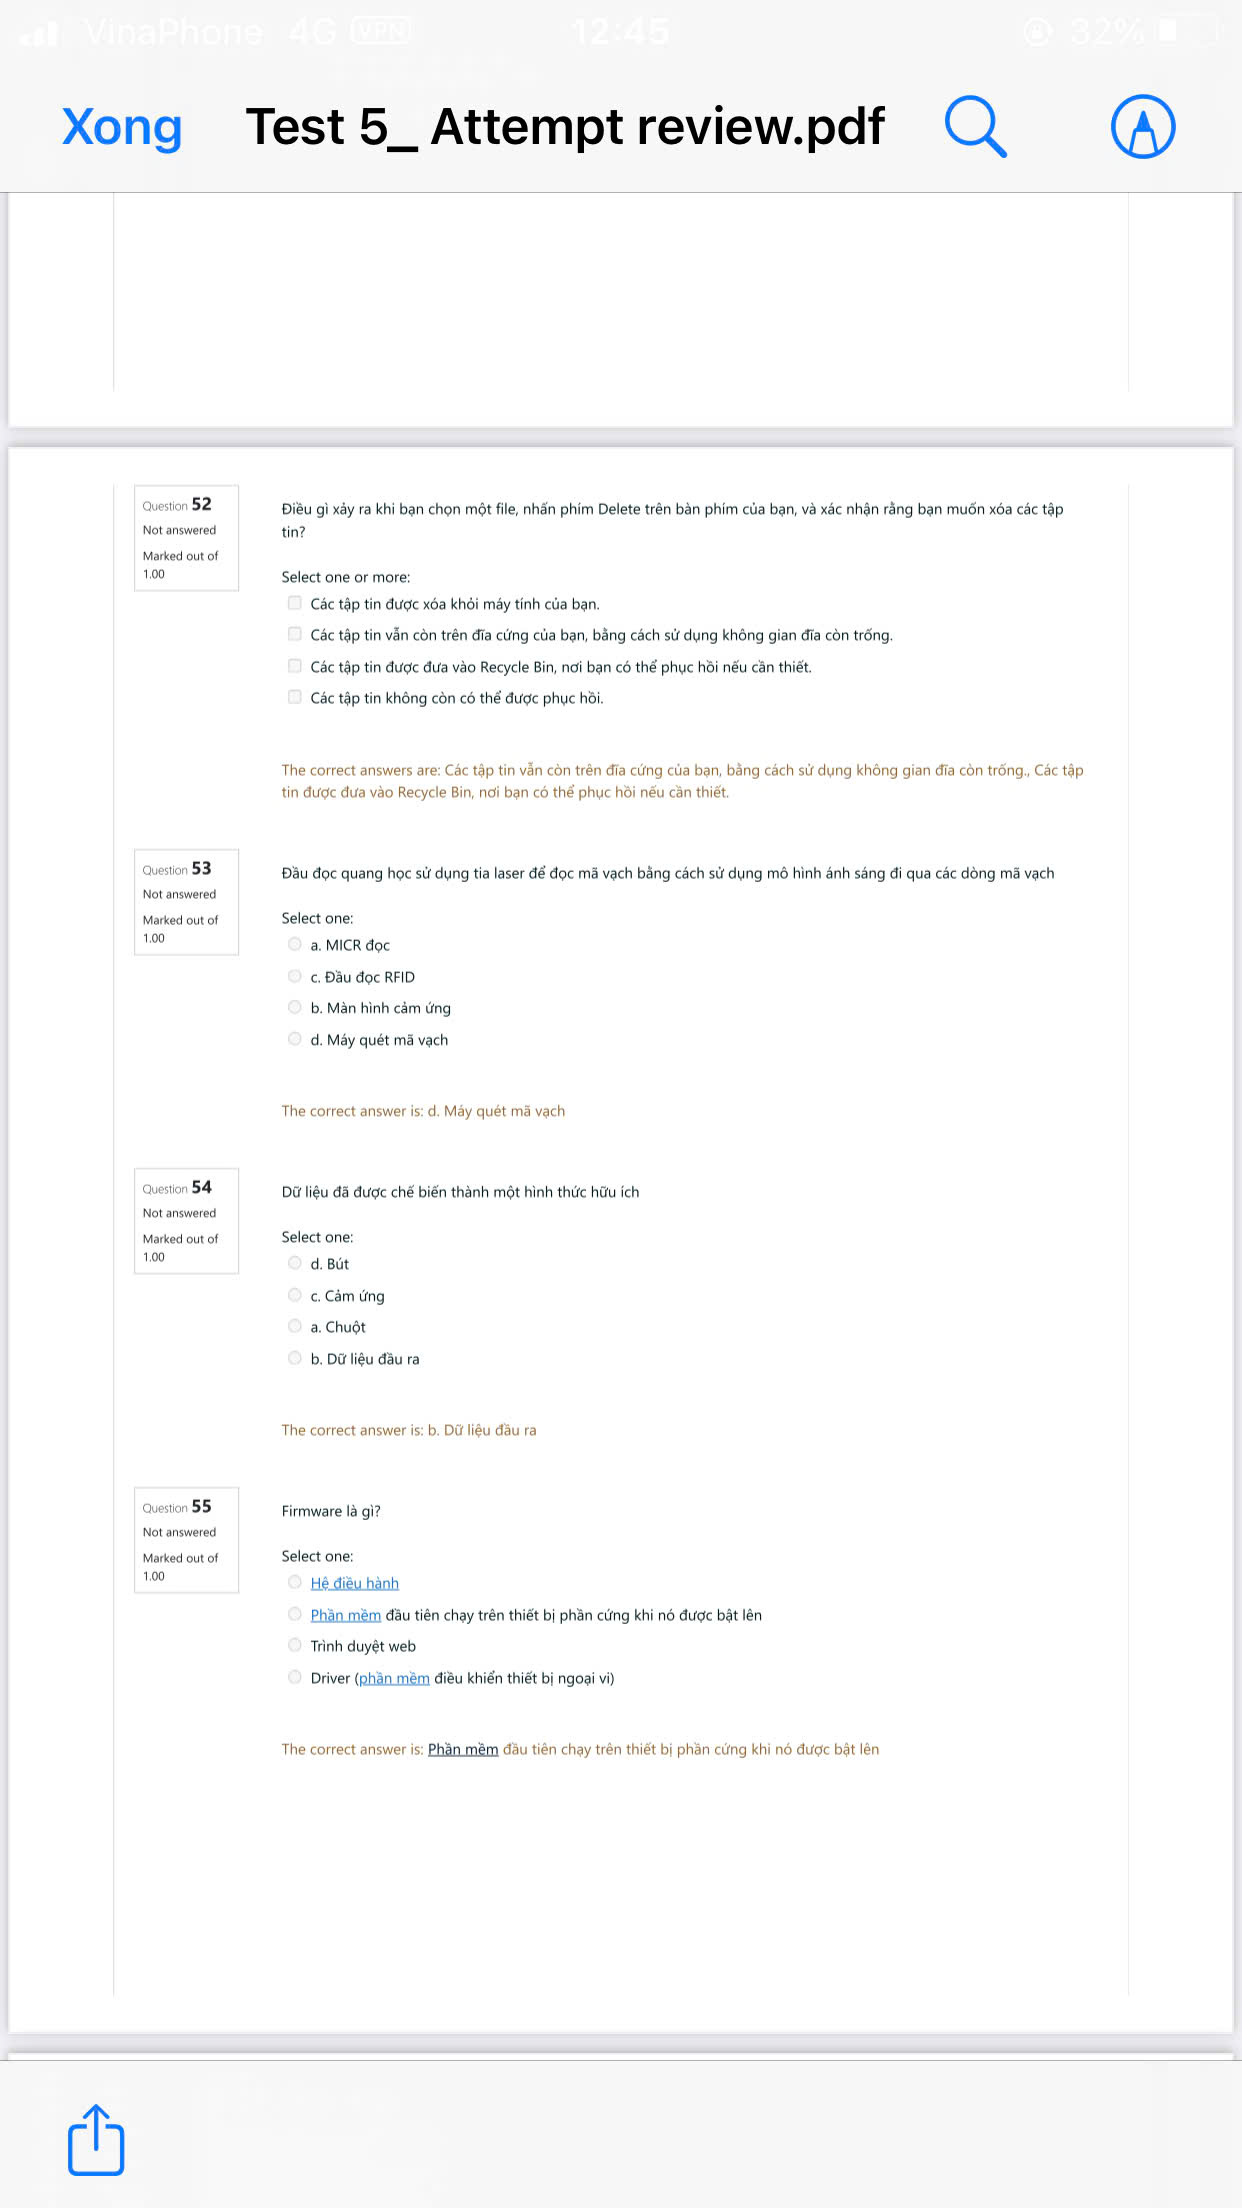 VinaPhone 4G VPN 12:45 32%
Xong Test 5_ Attempt review.pdf
Question 52
Not answered
Marked out of
1.00
Điều gì xảy ra khi bạn chọn một file, nhấn phím Delete trên bàn phím của bạn, và xác nhận rằng bạn muốn xóa các tập
tin?
Select one or more:
Các tập tin được xóa khỏi máy tính của bạn.
Các tập tin vẫn còn trên đĩa cứng của bạn, bằng cách sử dụng không gian đĩa còn trống.
Các tập tin được đưa vào Recycle Bin, nơi bạn có thể phục hồi nếu cần thiết.
Các tập tin không còn có thể được phục hồi.
The correct answers are: Các tập tin vẫn còn trên đĩa cứng của bạn, bằng cách sử dụng không gian đĩa còn trống., Các tập
tin được đưa vào Recycle Bin, nơi bạn có thể phục hồi nếu cần thiết.
Question 53
Not answered
Marked out of
1.00
Đầu đọc quang học sử dụng tia laser để đọc mã vạch bằng cách sử dụng mô hình ánh sáng đi qua các dòng mã vạch
Select one:
a. MICR đọc
c. Đầu đọc RFID
b. Màn hình cảm ứng
d. Máy quét mã vạch
The correct answer is: d. Máy quét mã vạch
Question 54
Not answered
Marked out of
1.00
Dữ liệu đã được chế biến thành một hình thức hữu ích
Select one:
d. Bút
c. Cảm ứng
a. Chuột
b. Dữ liệu đầu ra
The correct answer is: b. Dữ liệu đầu ra
Question 55
Not answered
Marked out of
1.00
Firmware là gì?
Select one:
Hệ điều hành
Phần mềm đầu tiên chạy trên thiết bị phần cứng khi nó được bật lên
Trình duyệt web
Driver (phần mềm điều khiển thiết bị ngoại vi)
The correct answer is: Phần mềm đầu tiên chạy trên thiết bị phần cứng khi nó được bật lên